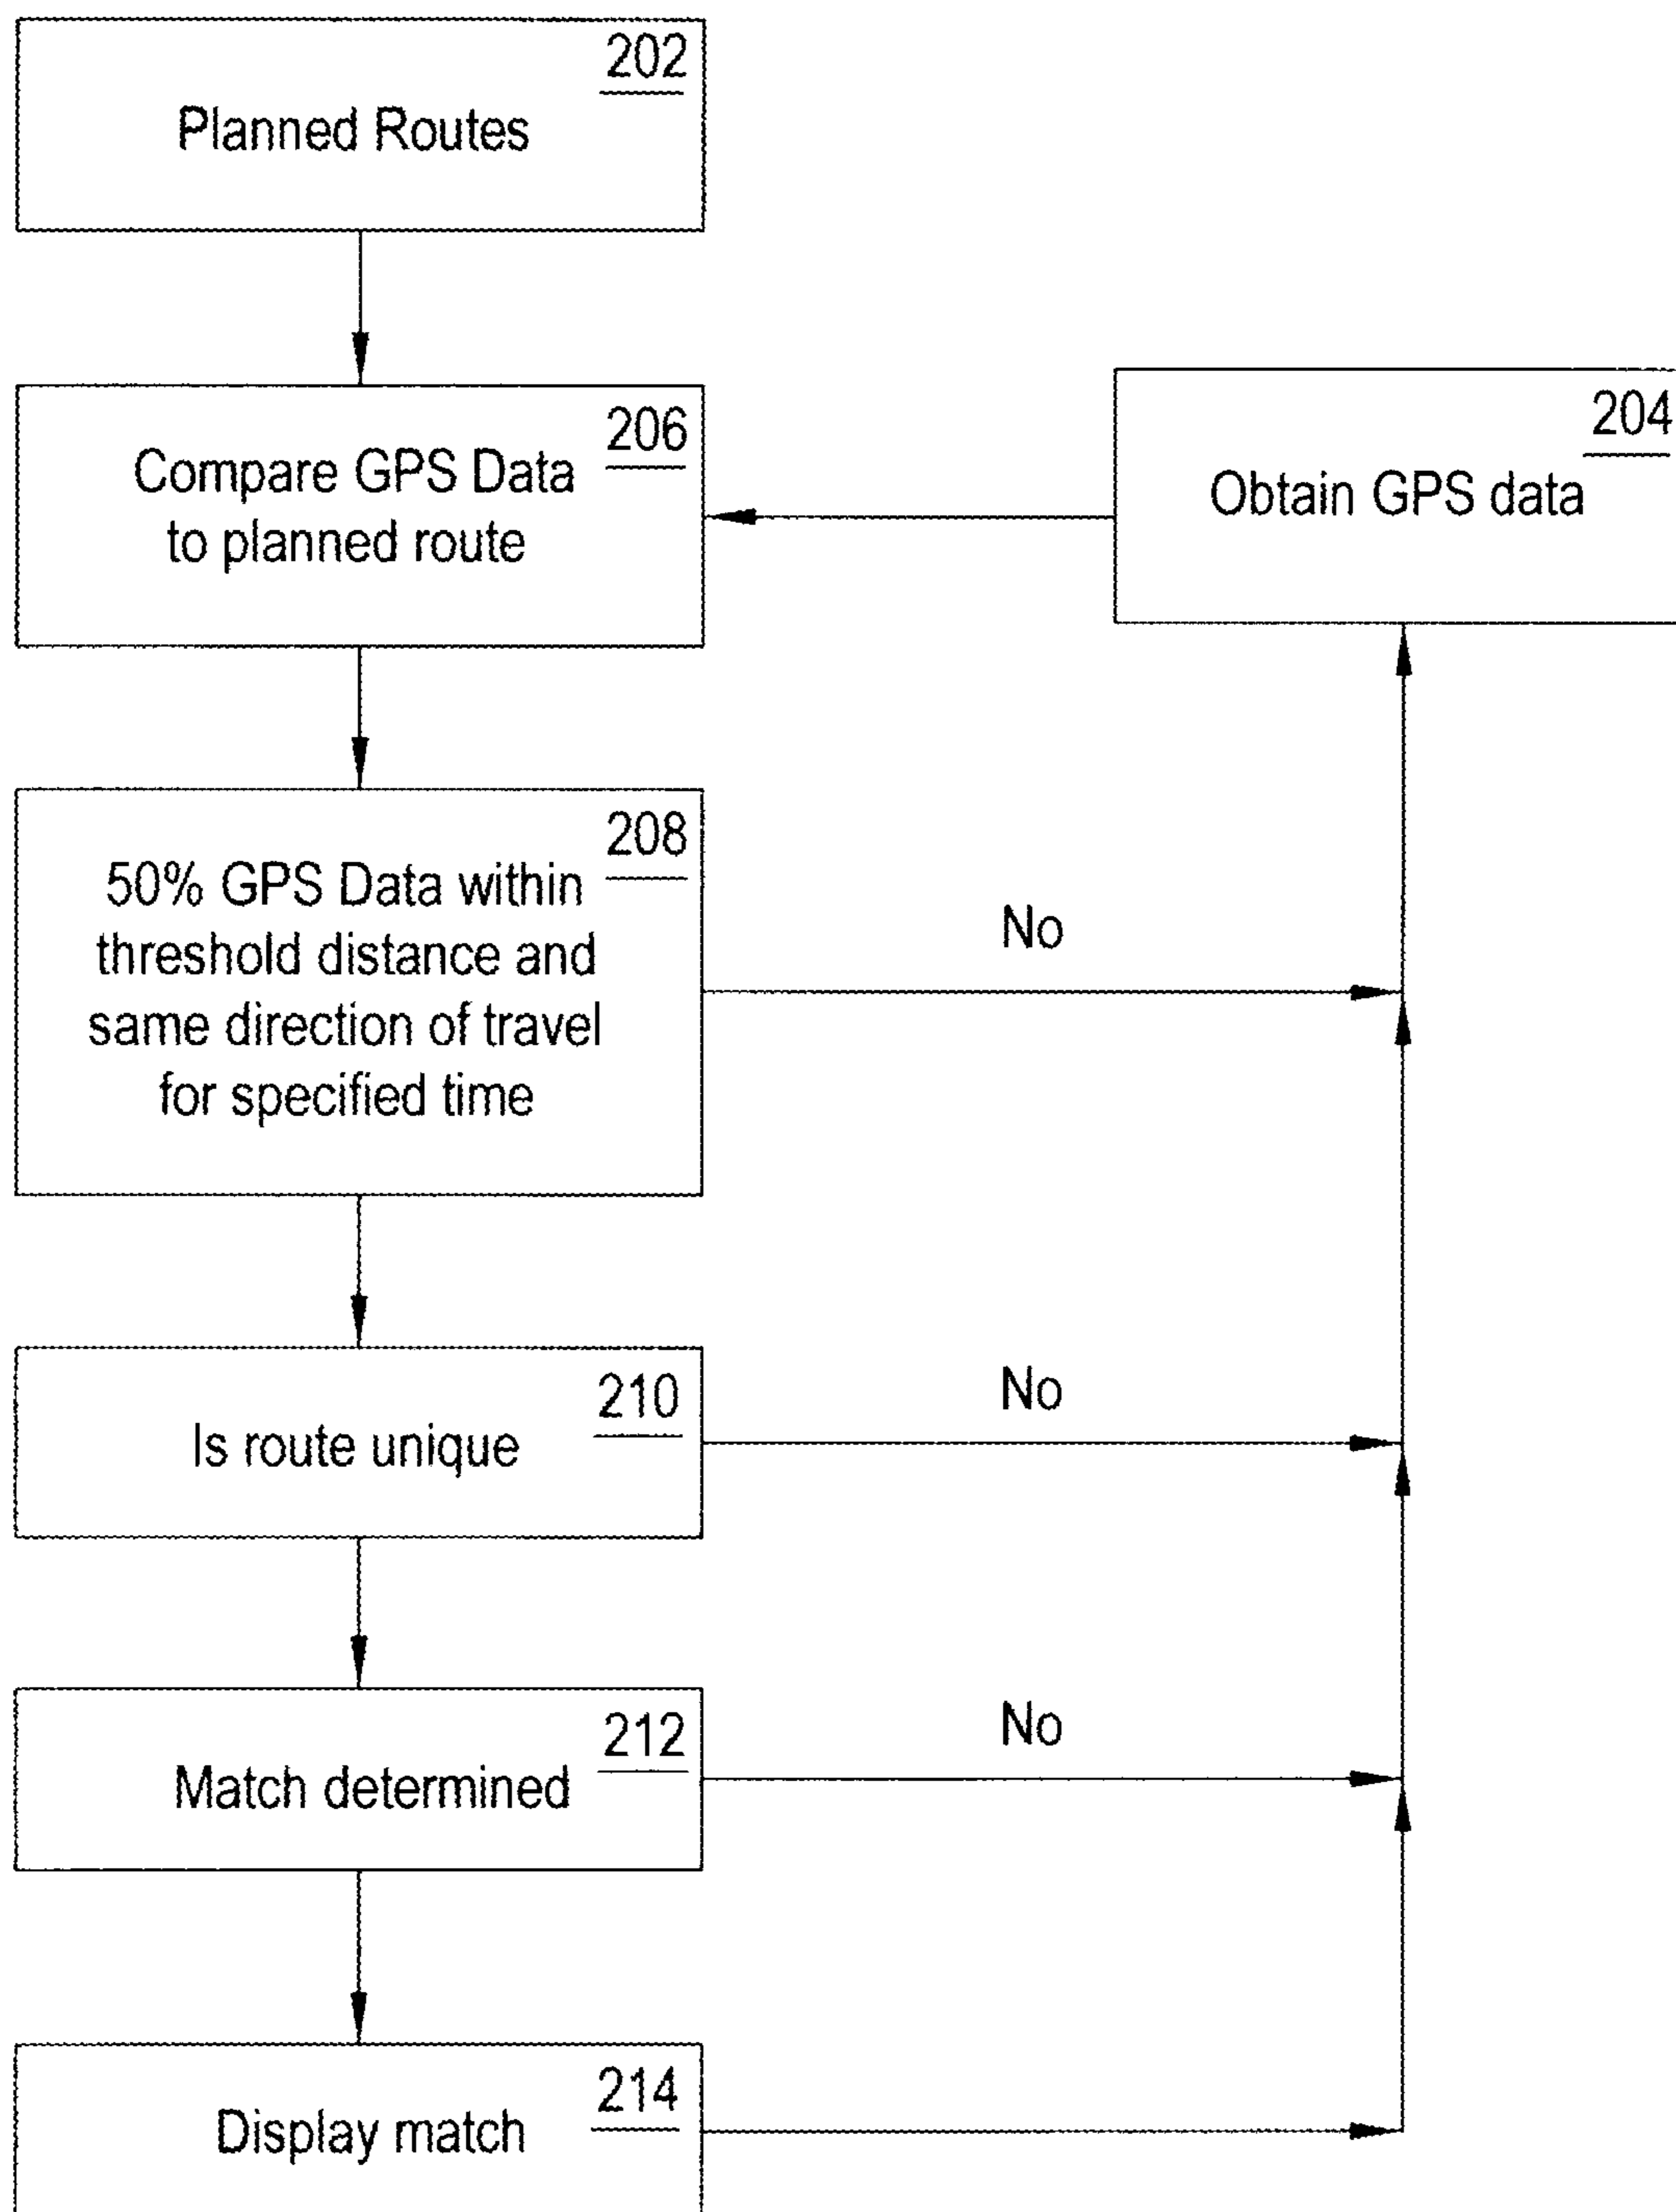 202
Planned Routes
206
Compare GPS Data
to planned route
204
Obtain GPS data
208
50% GPS Data within
threshold distance and
same direction of travel
for specified time
No
210
Is route unique
No
212
Match determined
No
214
Display match